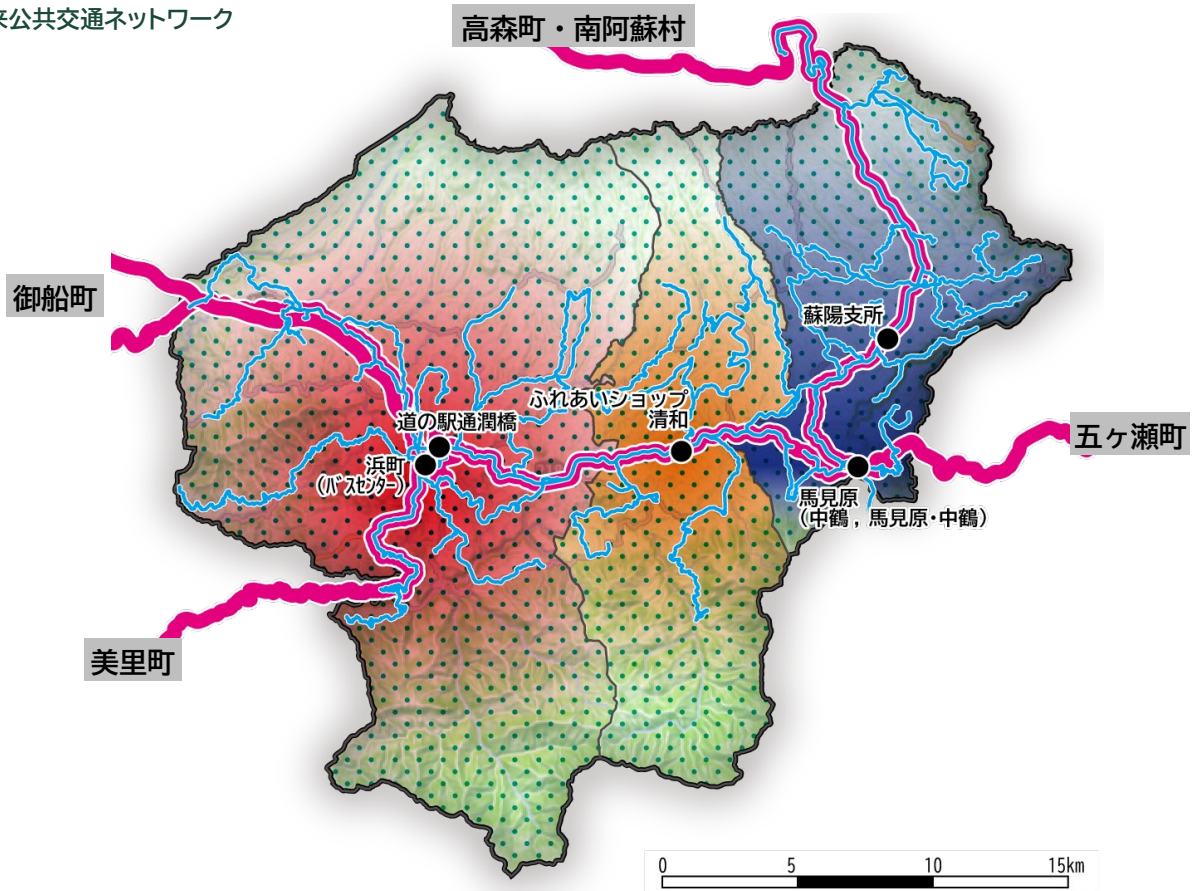 来公共交通ネットワーク
高森町・南阿蘇村
御船町
蘇陽支所
ふれあいショップ
清和
道の駅通潤橋
浜町
(バスセンター)
五ヶ瀬町
馬見原
(中鶴,馬見原・中鶴)
美里町
0 5 10 15km